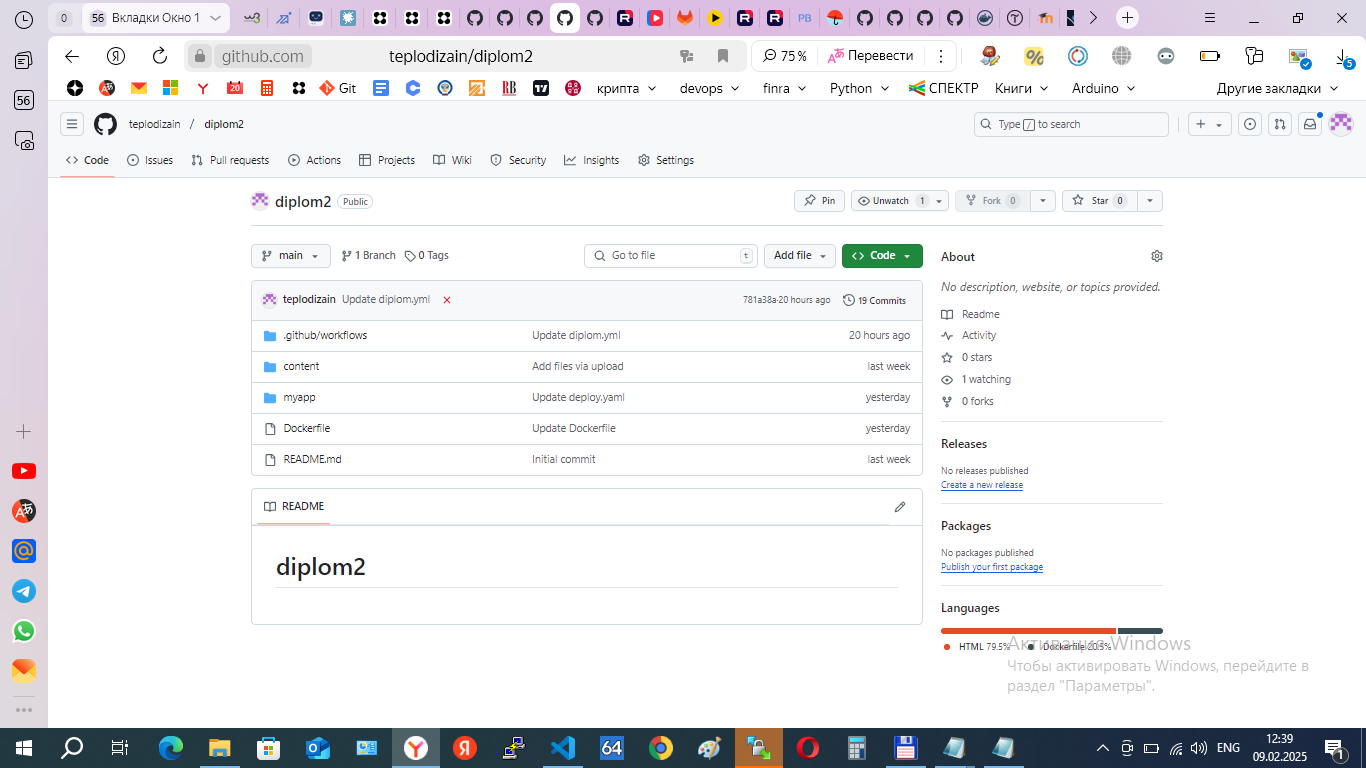 0 56 Вкладки Окно 1
github.com teplodizain/diplom2 75 % Перевести
56 5
Git крипта devops finra Python СПЕКТР Книги Arduino Другие закладки
teplodizain / diplom2 Type / to search
Code Issues Pull requests Actions Projects Wiki Security Insights Settings
diplom2 Public Pin Unwatch 1 Fork 0 Star 0
main 1 Branch 0 Tags Go to file t Add file Code
teplodizain Update diplom.yml 781a38a · 20 hours ago 19 Commits
.github/workflows Update diplom.yml 20 hours ago
content Add files via upload last week
myapp Update deploy.yaml yesterday
Dockerfile Update Dockerfile yesterday
README.md Initial commit last week
README
diplom2
About
No description, website, or topics provided.
Readme
Activity
0 stars
1 watching
0 forks
Releases
No releases published
Create a new release
Packages
No packages published
Publish your first package
Languages
HTML 79.5% Dockerfile 20.5%
Активация Windows
Чтобы активировать Windows, перейдите в
раздел "Параметры".
64 ENG 12:39
09.02.2025 1